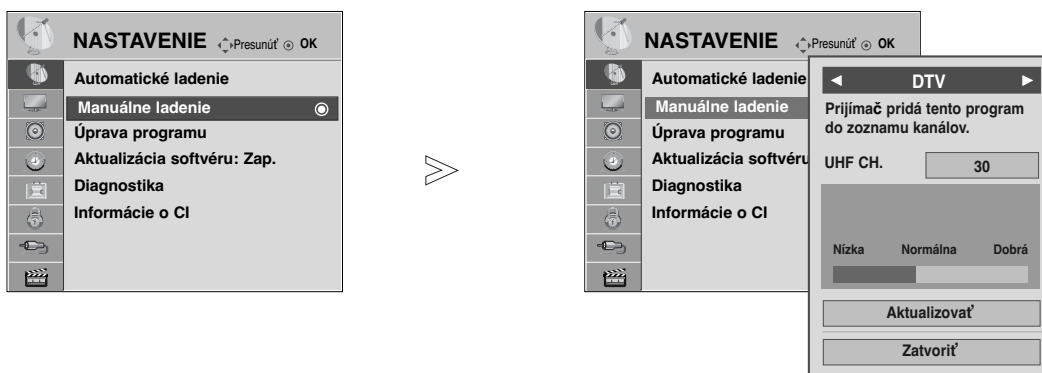 NASTAVENIE Presunúť OK
Automatické ladenie
Manuálne ladenie
Úprava programu
Aktualizácia softvéru: Zap.
Diagnostika
Informácie o CI
NASTAVENIE Presunúť OK
Automatické ladenie
Manuálne ladenie
Úprava programu
Aktualizácia softvéru
Diagnostika
Informácie o CI
DTV
Prijímač pridá tento program
do zoznamu kanálov.
UHF CH. 30
Nízka Normálna Dobrá
Aktualizovať
Zatvoriť